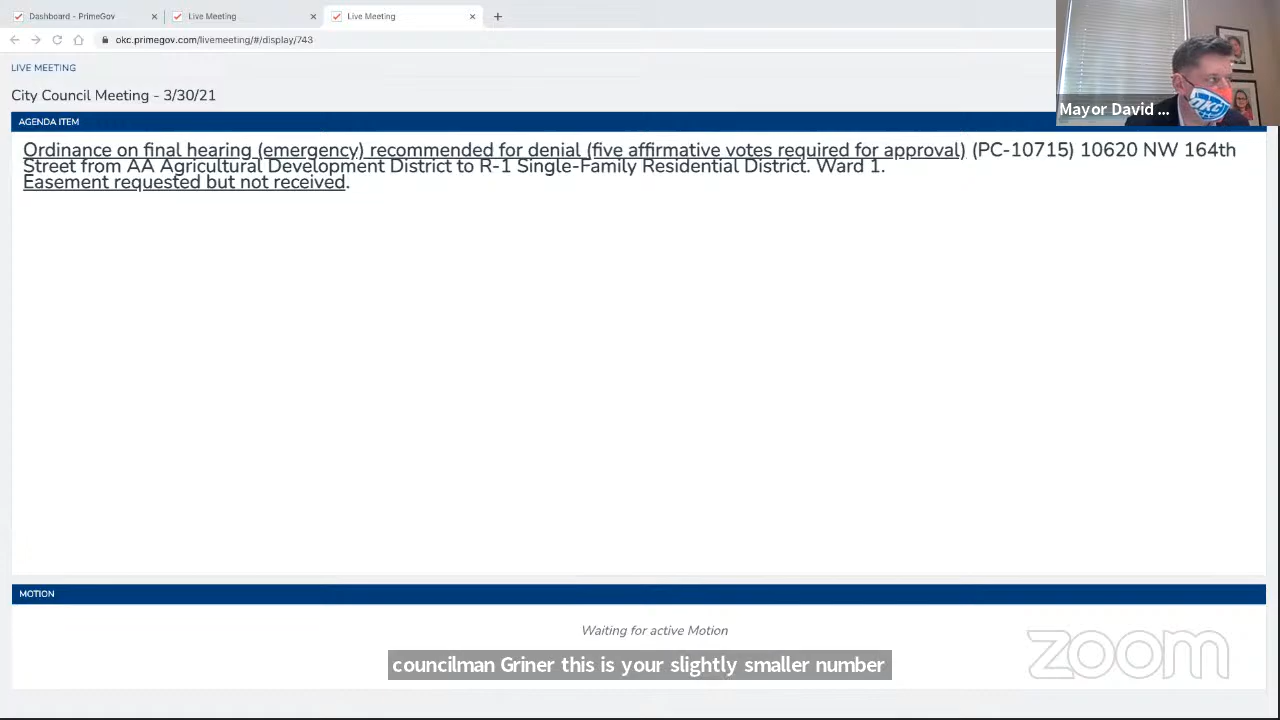 Dashboard - PrimeGov
Live Meeting
Live Meeting
okc.primegov.com/livemeeting/#/display/743
LIVE MEETING
City Council Meeting - 3/30/21
OKC
Mayor David ...
AGENDA ITEM
Ordinance on final hearing (emergency) recommended for denial (five affirmative votes required for approval) (PC-10715) 10620 NW 164th
Street from AA Agricultural Development District to R-1 Single-Family Residential District. Ward 1.
Easement requested but not received.
MOTION
Waiting for active Motion
councilman Griner this is your slightly smaller number
zoom